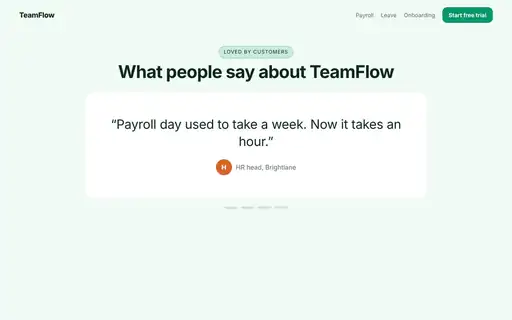 TeamFlow
Payroll Leave Onboarding Start free trial
LOVED BY CUSTOMERS
What people say about TeamFlow
“Payroll day used to take a week. Now it takes an
hour.”
H HR head, Brightlane